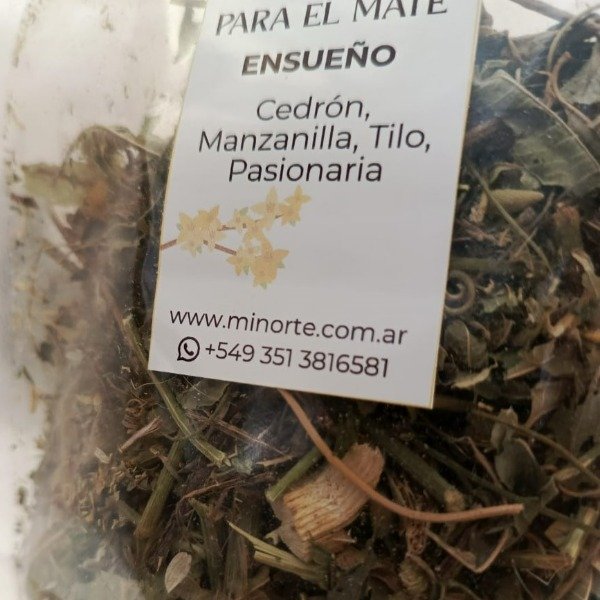 PARA EL MATE
ENSUEÑO
Cedrón,
Manzanilla, Tilo,
Pasionaria
www.minorte.com.ar
+549 351 3816581